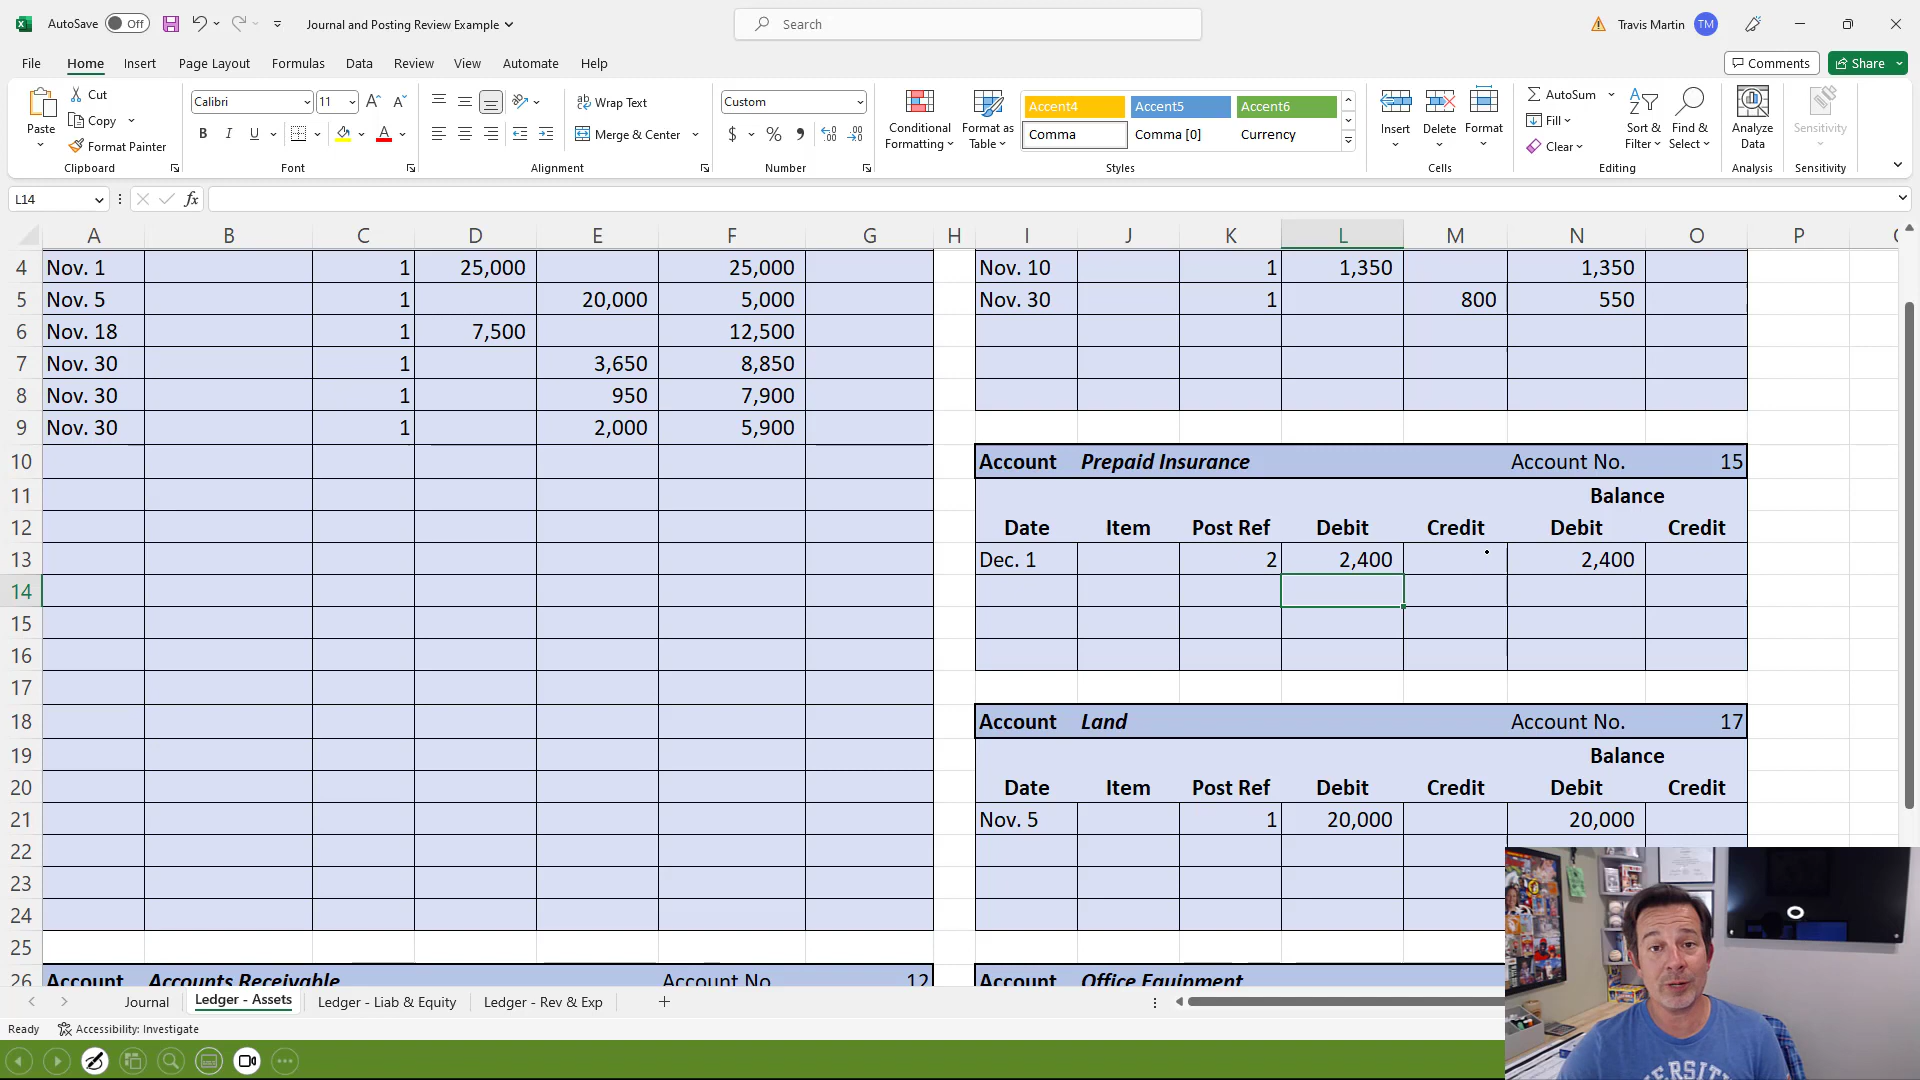 AutoSave Off Journal and Posting Review Example Search Travis Martin TM
File Home Insert Page Layout Formulas Data Review View Automate Help Comments Share
Cut
Copy
Format Painter
Paste
Clipboard
Calibri 11
B I U
Font
Wrap Text
Merge & Center
Alignment
Custom
$ % ,
Number
Conditional Formatting
Format as Table
Accent4 Accent5 Accent6
Comma Comma [0] Currency
Styles
Insert Delete Format
Cells
AutoSum
Fill
Clear
Sort & Filter
Find & Select
Editing
Analyze Data
Analysis
Sensitivity
Sensitivity
L14 fx
A B C D E F G H I J K L M N O P
4 Nov. 1 1 25,000 25,000 Nov. 10 1 1,350 1,350
5 Nov. 5 1 20,000 5,000 Nov. 30 1 800 550
6 Nov. 18 1 7,500 12,500
7 Nov. 30 1 3,650 8,850
8 Nov. 30 1 950 7,900
9 Nov. 30 1 2,000 5,900
10 Account Prepaid Insurance Account No. 15
11 Balance
12 Date Item Post Ref Debit Credit Debit Credit
13 Dec. 1 2 2,400 2,400
14
15
16
17
18 Account Land Account No. 17
19 Balance
20 Date Item Post Ref Debit Credit Debit Credit
21 Nov. 5 1 20,000 20,000
22
23
24
25
26 Account Accounts Receivable Account No 12 Account Office Equipment
Journal Ledger - Assets Ledger - Liab & Equity Ledger - Rev & Exp
Ready Accessibility: Investigate